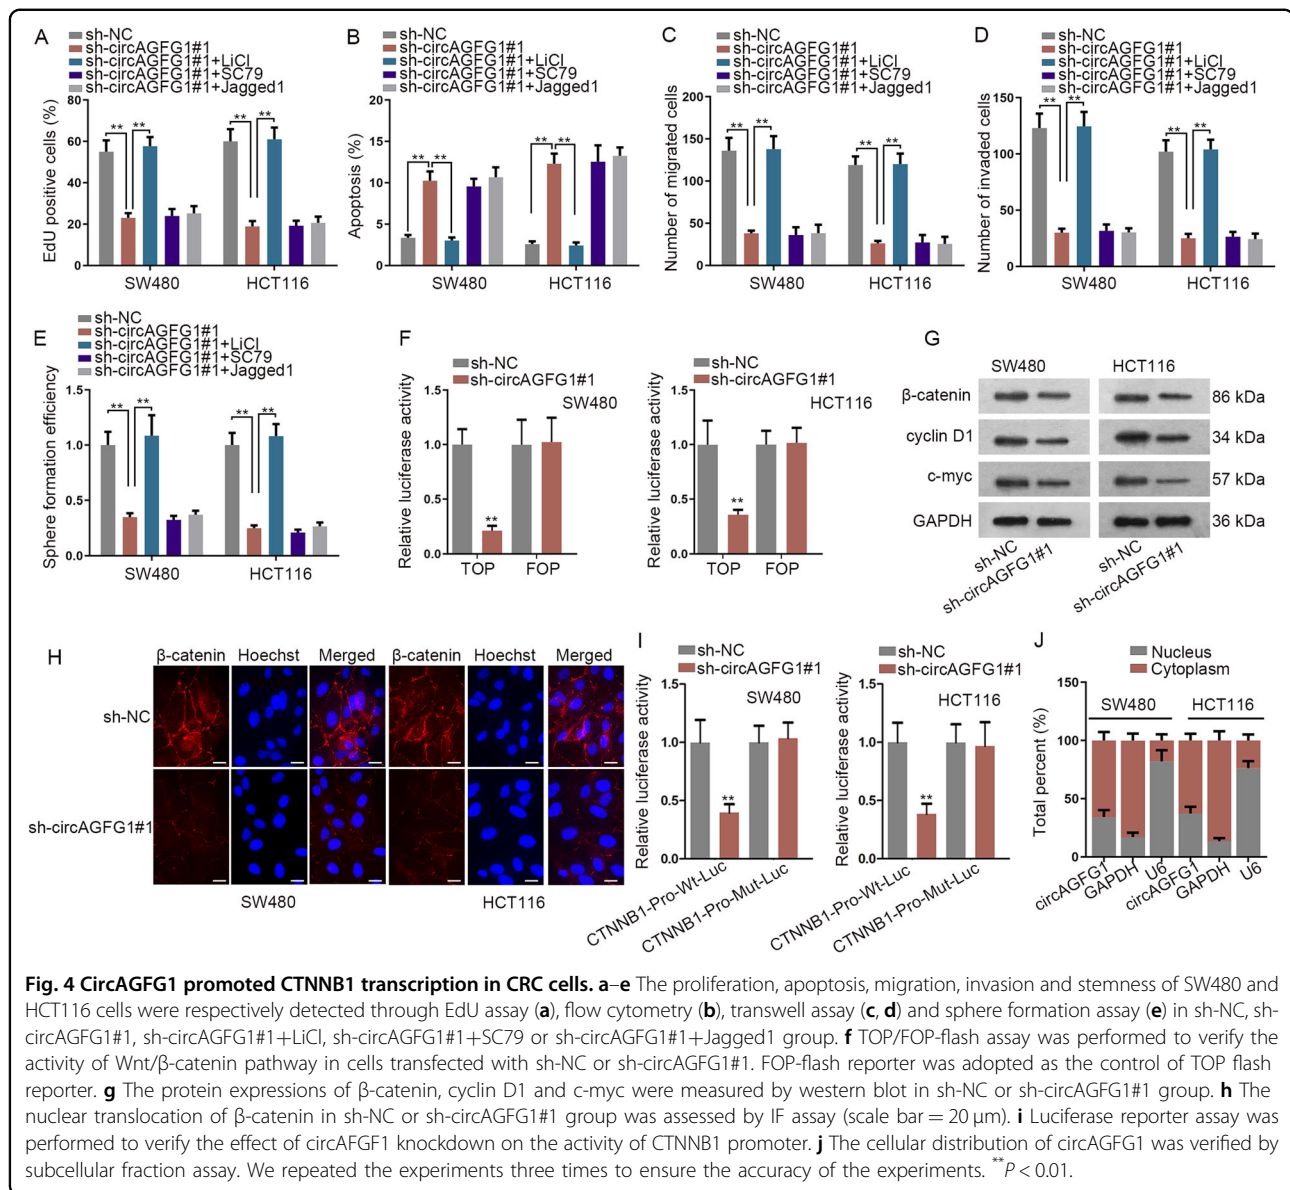 A
sh-NC
sh-circAGFG1#1
sh-circAGFG1#1+LiCl
sh-circAGFG1#1+SC79
sh-circAGFG1#1+Jagged1
EdU positive cells (%)
80
60
40
20
0
** ** ** **
SW480 HCT116
B
sh-NC
sh-circAGFG1#1
sh-circAGFG1#1+LiCl
sh-circAGFG1#1+SC79
sh-circAGFG1#1+Jagged1
Apoptosis (%)
20
15
10
5
0
** ** ** **
SW480 HCT116
C
sh-NC
sh-circAGFG1#1
sh-circAGFG1#1+LiCl
sh-circAGFG1#1+SC79
sh-circAGFG1#1+Jagged1
Number of migrated cells
200
150
100
50
0
** ** ** **
SW480 HCT116
D
sh-NC
sh-circAGFG1#1
sh-circAGFG1#1+LiCl
sh-circAGFG1#1+SC79
sh-circAGFG1#1+Jagged1
Number of invaded cells
150
100
50
0
** ** ** **
SW480 HCT116
E
sh-NC
sh-circAGFG1#1
sh-circAGFG1#1+LiCl
sh-circAGFG1#1+SC79
sh-circAGFG1#1+Jagged1
Sphere formation efficiency
1.5
1.0
0.5
0.0
** ** ** **
SW480 HCT116
F
sh-NC
sh-circAGFG1#1
SW480
Relative luciferase activity
1.5
1.0
0.5
0.0
**
TOP FOP
sh-NC
sh-circAGFG1#1
HCT116
Relative luciferase activity
1.5
1.0
0.5
0.0
**
TOP FOP
G
SW480 HCT116
β-catenin 86 kDa
cyclin D1 34 kDa
c-myc 57 kDa
GAPDH 36 kDa
sh-NC sh-NC
sh-circAGFG1#1 sh-circAGFG1#1
H
β-catenin Hoechst Merged β-catenin Hoechst Merged
sh-NC
sh-circAGFG1#1
SW480 HCT116
I
sh-NC
sh-circAGFG1#1
SW480
Relative luciferase activity
1.5
1.0
0.5
0.0
**
CTNNB1-Pro-Wt-Luc
CTNNB1-Pro-Mut-Luc
sh-NC
sh-circAGFG1#1
HCT116
Relative luciferase activity
1.5
1.0
0.5
0.0
**
CTNNB1-Pro-Wt-Luc
CTNNB1-Pro-Mut-Luc
J
Nucleus
Cytoplasm
SW480 HCT116
Total percent (%)
150
100
50
0
circAGFG1 GAPDH U6 circAGFG1 GAPDH U6
Fig. 4 CircAGFG1 promoted CTNNB1 transcription in CRC cells. a–e The proliferation, apoptosis, migration, invasion and stemness of SW480 and
HCT116 cells were respectively detected through EdU assay (a), flow cytometry (b), transwell assay (c, d) and sphere formation assay (e) in sh-NC, sh-
circAGFG1#1, sh-circAGFG1#1+LiCl, sh-circAGFG1#1+SC79 or sh-circAGFG1#1+Jagged1 group. f TOP/FOP-flash assay was performed to verify the
activity of Wnt/β-catenin pathway in cells transfected with sh-NC or sh-circAGFG1#1. FOP-flash reporter was adopted as the control of TOP flash
reporter. g The protein expressions of β-catenin, cyclin D1 and c-myc were measured by western blot in sh-NC or sh-circAGFG1#1 group. h The
nuclear translocation of β-catenin in sh-NC or sh-circAGFG1#1 group was assessed by IF assay (scale bar = 20 μm). i Luciferase reporter assay was
performed to verify the effect of circAFGF1 knockdown on the activity of CTNNB1 promoter. j The cellular distribution of circAGFG1 was verified by
subcellular fraction assay. We repeated the experiments three times to ensure the accuracy of the experiments. **P < 0.01.